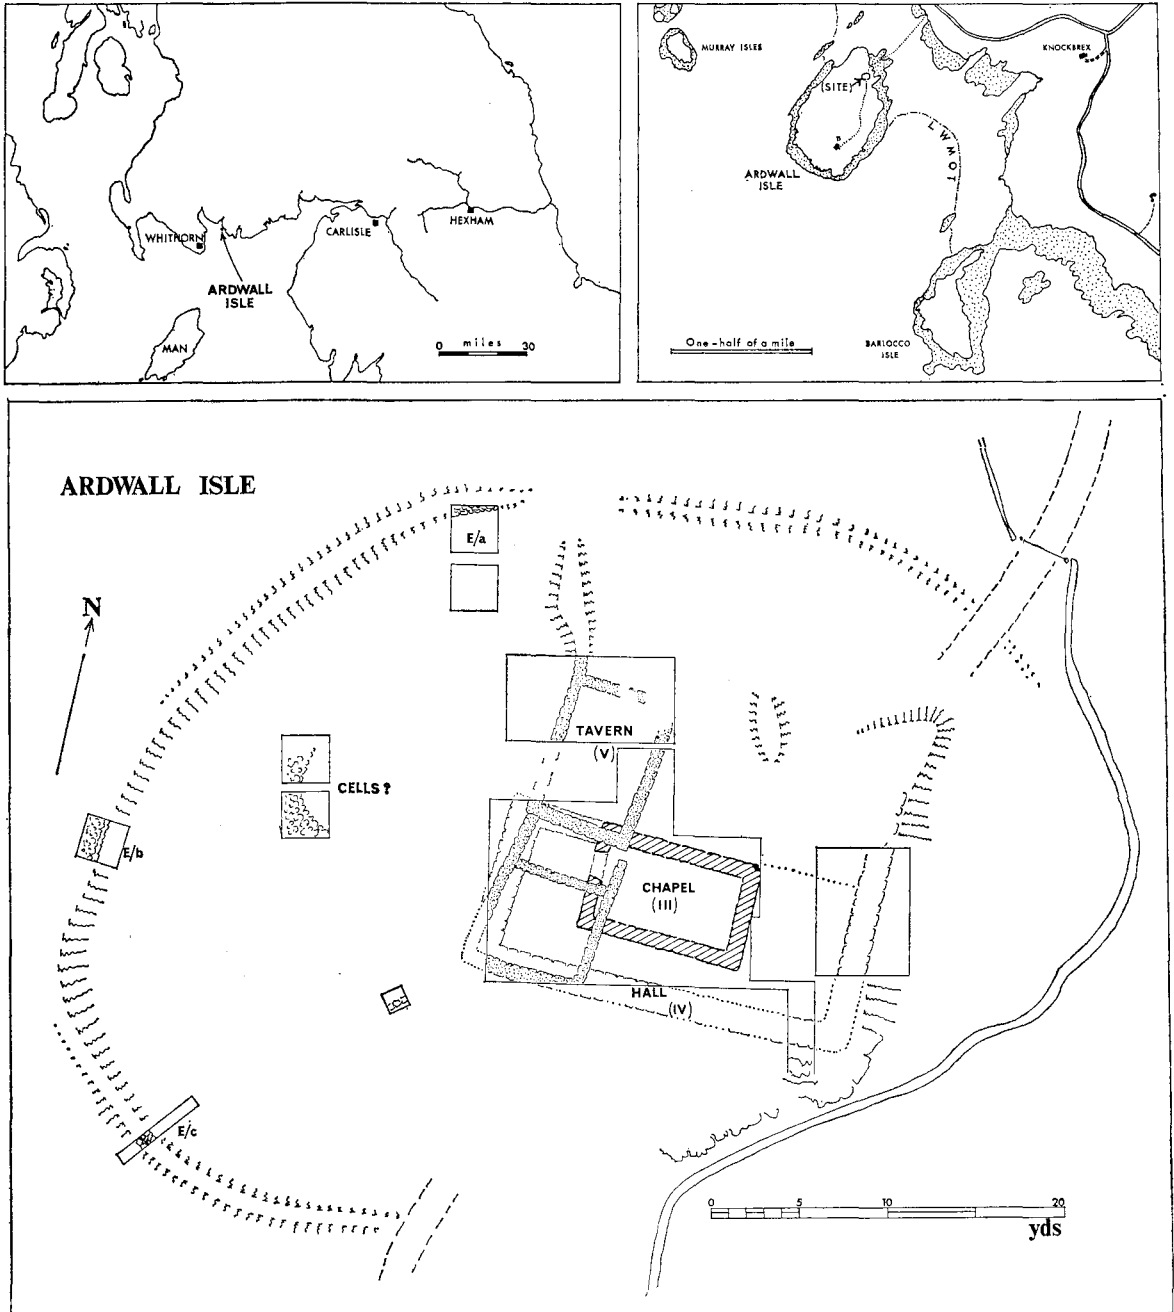 WHITHORN
CARLISLE
HEXHAM
ARDWALL
ISLE
MAN
0 miles 30
MURRAY ISLES
KNOCKBREX
(SITE)
LWMOT
ARDWALL
ISLE
One-half of a mile
BARLOCCO
ISLE
ARDWALL ISLE
E/a
N
TAVERN
(V)
CELLS?
E/b
CHAPEL
(III)
HALL
(IV)
E/c
0 5 10 20
yds